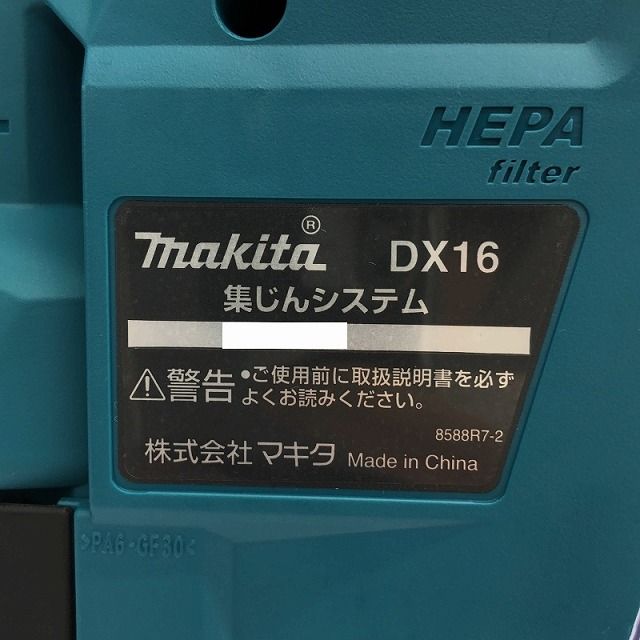 HEPA
filter
makita® DX16
集じんシステム
警告 •ご使用前に取扱説明書を必ず
よくお読みください。
8588R7-2
株式会社マキタ Made in China
>PA6-GF30<